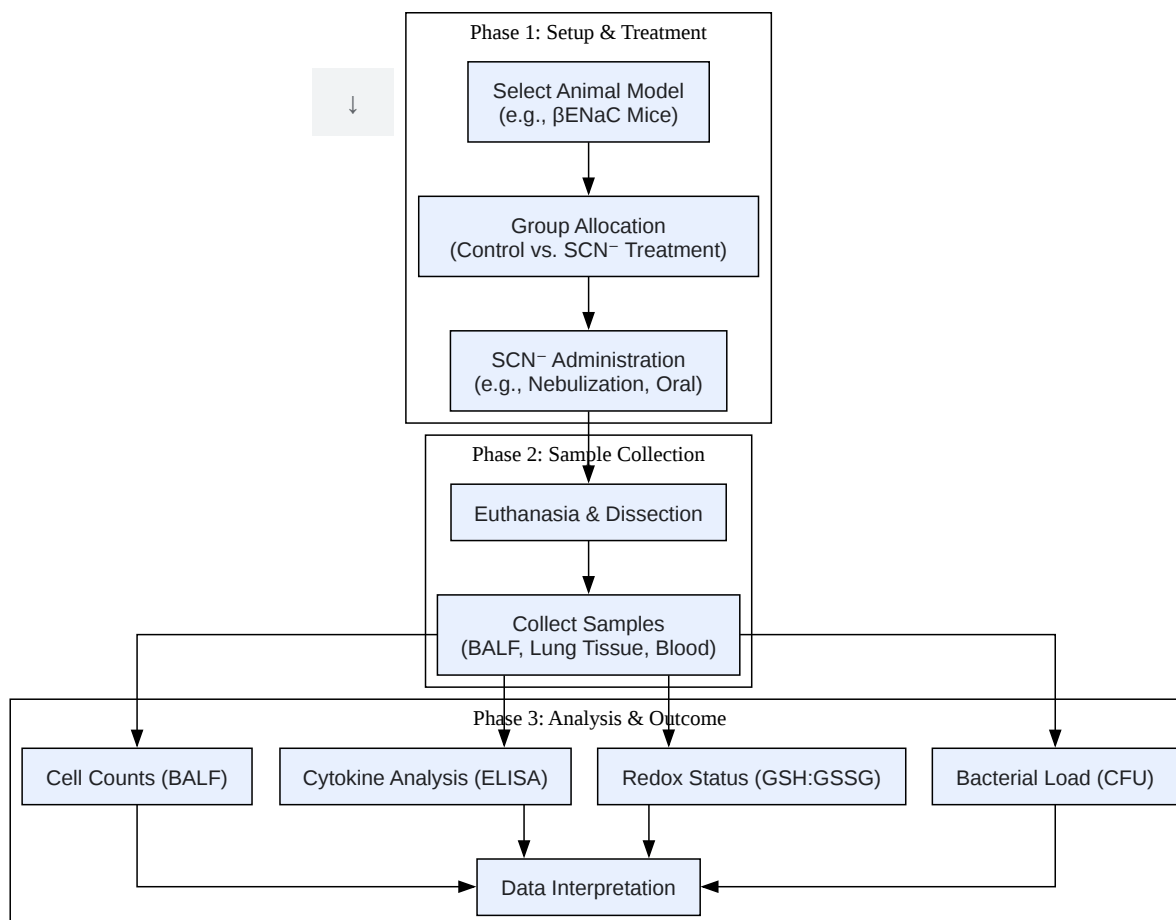 Phase 1: Setup & Treatment
↓
Select Animal Model
(e.g., βENaC Mice)
Group Allocation
(Control vs. SCN⁻ Treatment)
SCN⁻ Administration
(e.g., Nebulization, Oral)
Phase 2: Sample Collection
Euthanasia & Dissection
Collect Samples
(BALF, Lung Tissue, Blood)
Phase 3: Analysis & Outcome
Cell Counts (BALF)
Cytokine Analysis (ELISA)
Redox Status (GSH:GSSG)
Bacterial Load (CFU)
Data Interpretation